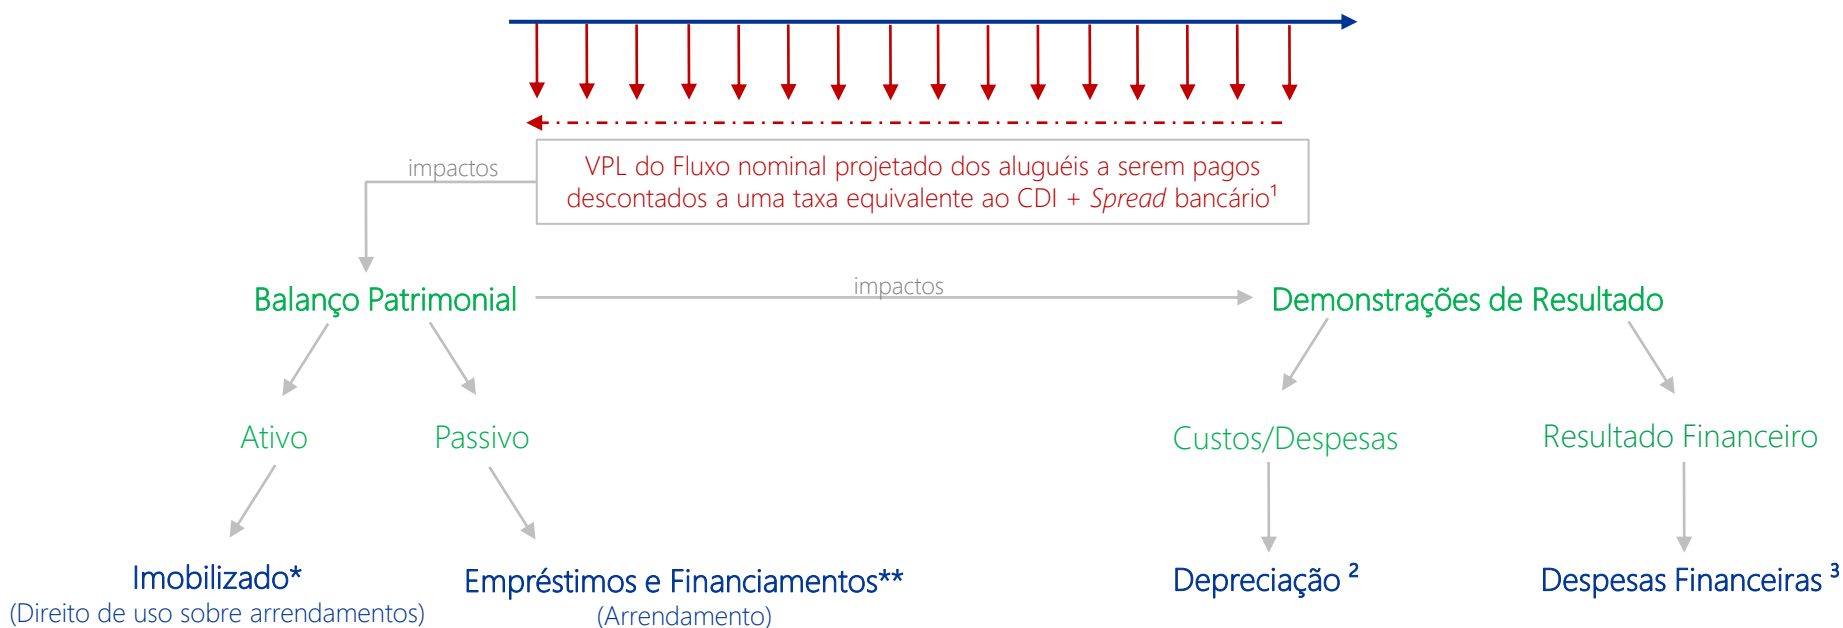 impactos
VPL do Fluxo nominal projetado dos aluguéis a serem pagos
descontados a uma taxa equivalente ao CDI + Spread bancário¹
Balanço Patrimonial
impactos
Demonstrações de Resultado
Ativo
Passivo
Custos/Despesas
Resultado Financeiro
Imobilizado*
(Direito de uso sobre arrendamentos)
Empréstimos e Financiamentos**
(Arrendamento)
Depreciação ²
Despesas Financeiras ³